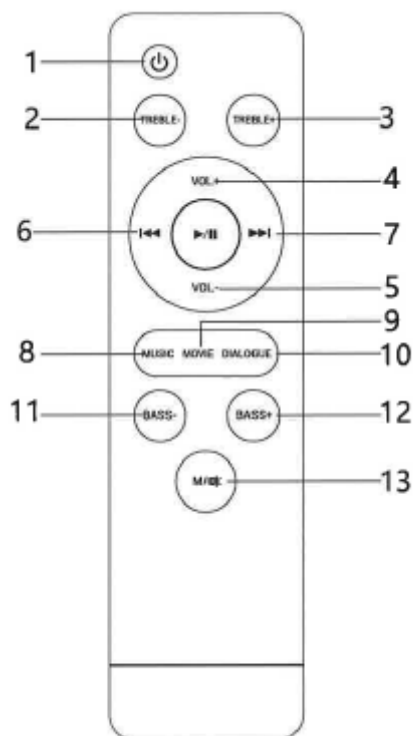 1
2 TREBLE- TREBLE+ 3
VOL+ 4
6 7
VOL- 5
9
8 MUSIC MOVIE DIALOGUE 10
11 BASS- BASS+ 12
M/ 13